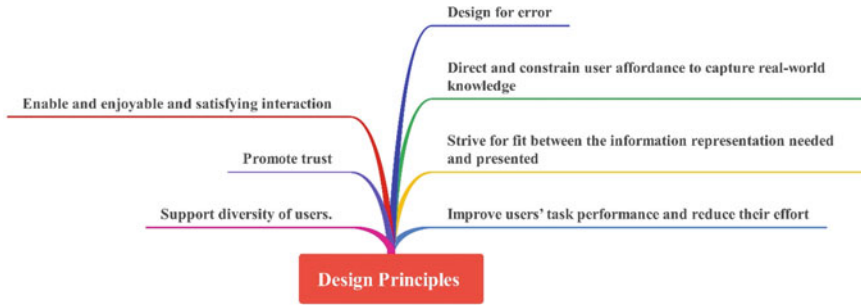 Design for error
Direct and constrain user affordance to capture real-world
knowledge
Enable and enjoyable and satisfying interaction
Strive for fit between the information representation needed
and presented
Promote trust
Support diversity of users.
Improve users' task performance and reduce their effort
Design Principles